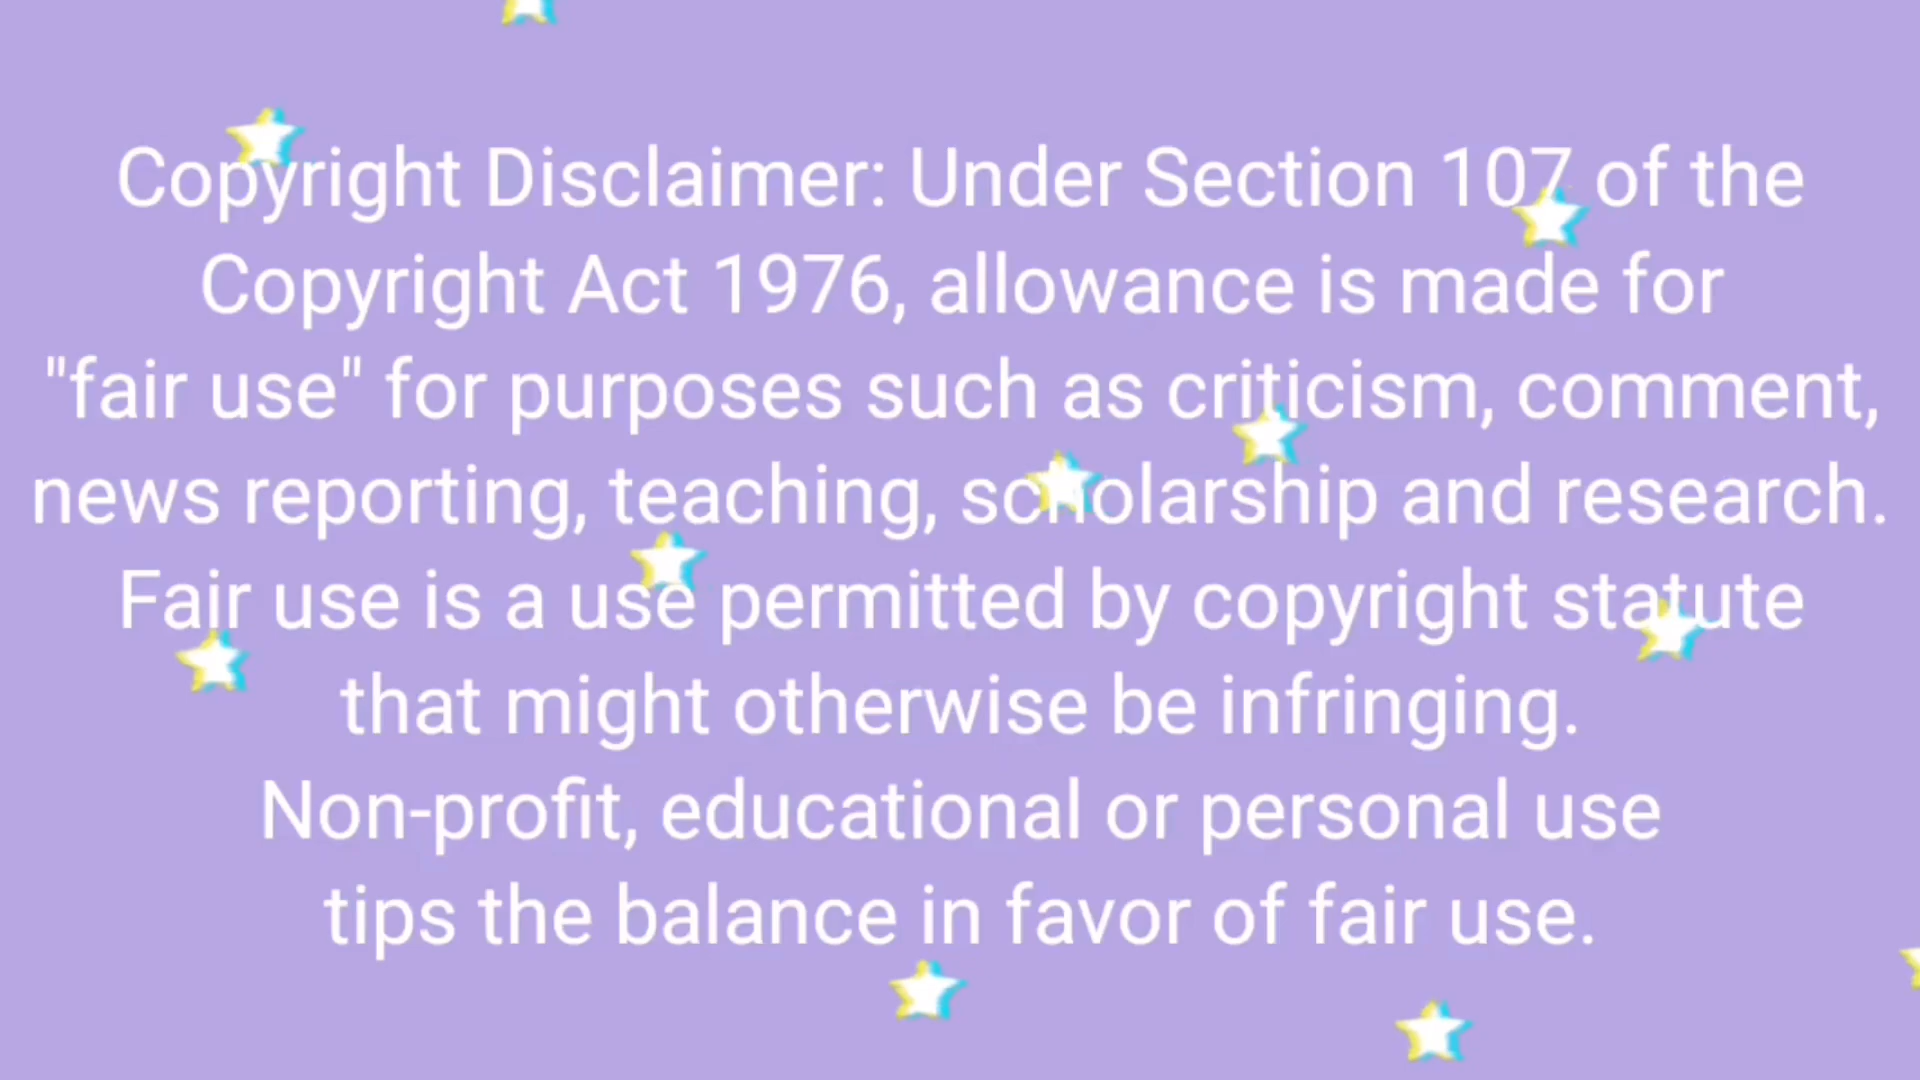 Copyright Disclaimer: Under Section 107 of the
Copyright Act 1976, allowance is made for
"fair use" for purposes such as criticism, comment,
news reporting, teaching, scholarship and research.
Fair use is a use permitted by copyright statute
that might otherwise be infringing.
Non-profit, educational or personal use
tips the balance in favor of fair use.